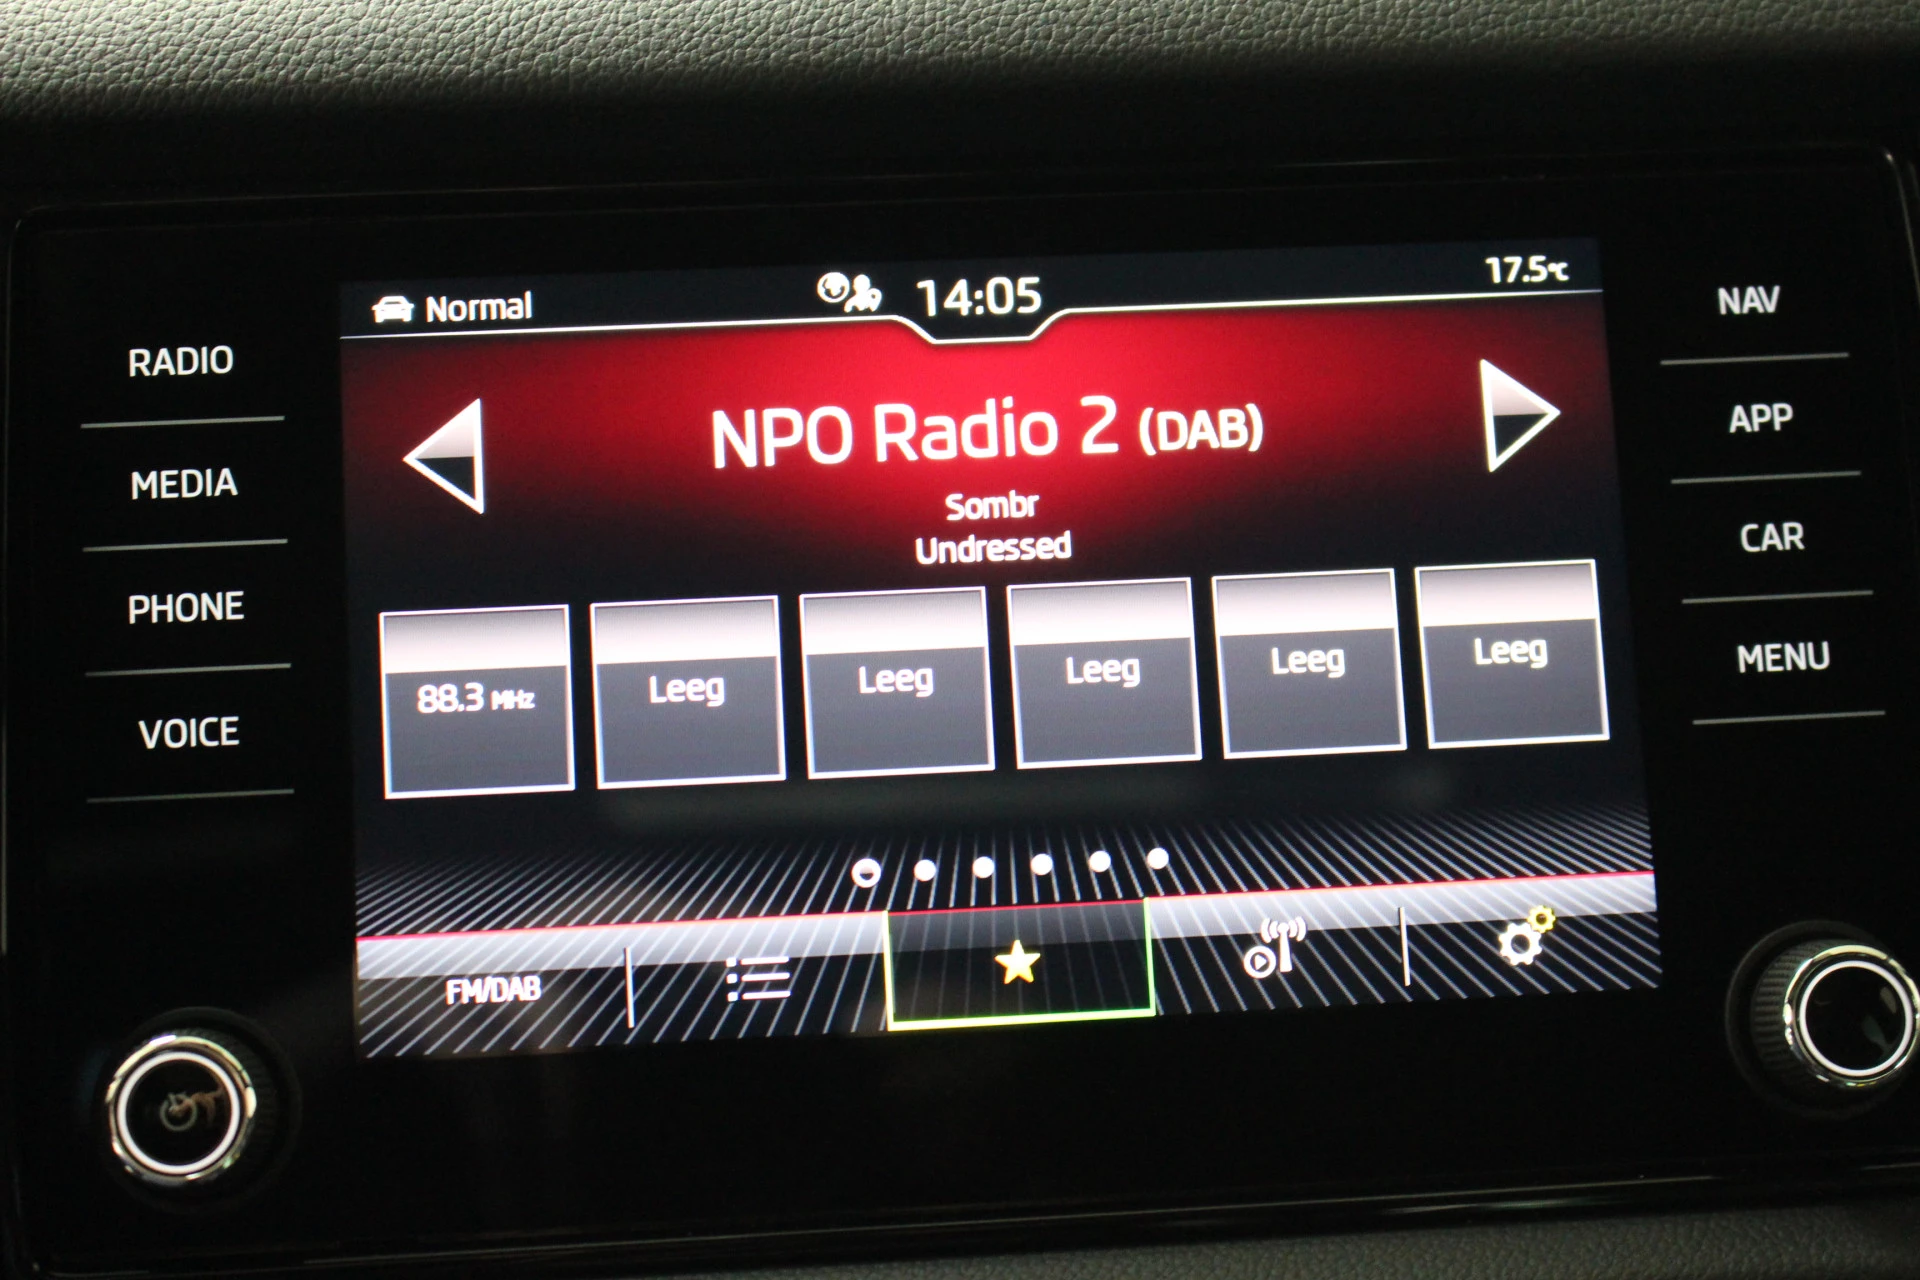 Normal
14:05
17.5°C
RADIO
MEDIA
PHONE
VOICE
NPO Radio 2 (DAB)
Sombr
Undressed
88.3 MHz
Leeg
Leeg
Leeg
Leeg
Leeg
FM/DAB
NAV
APP
CAR
MENU